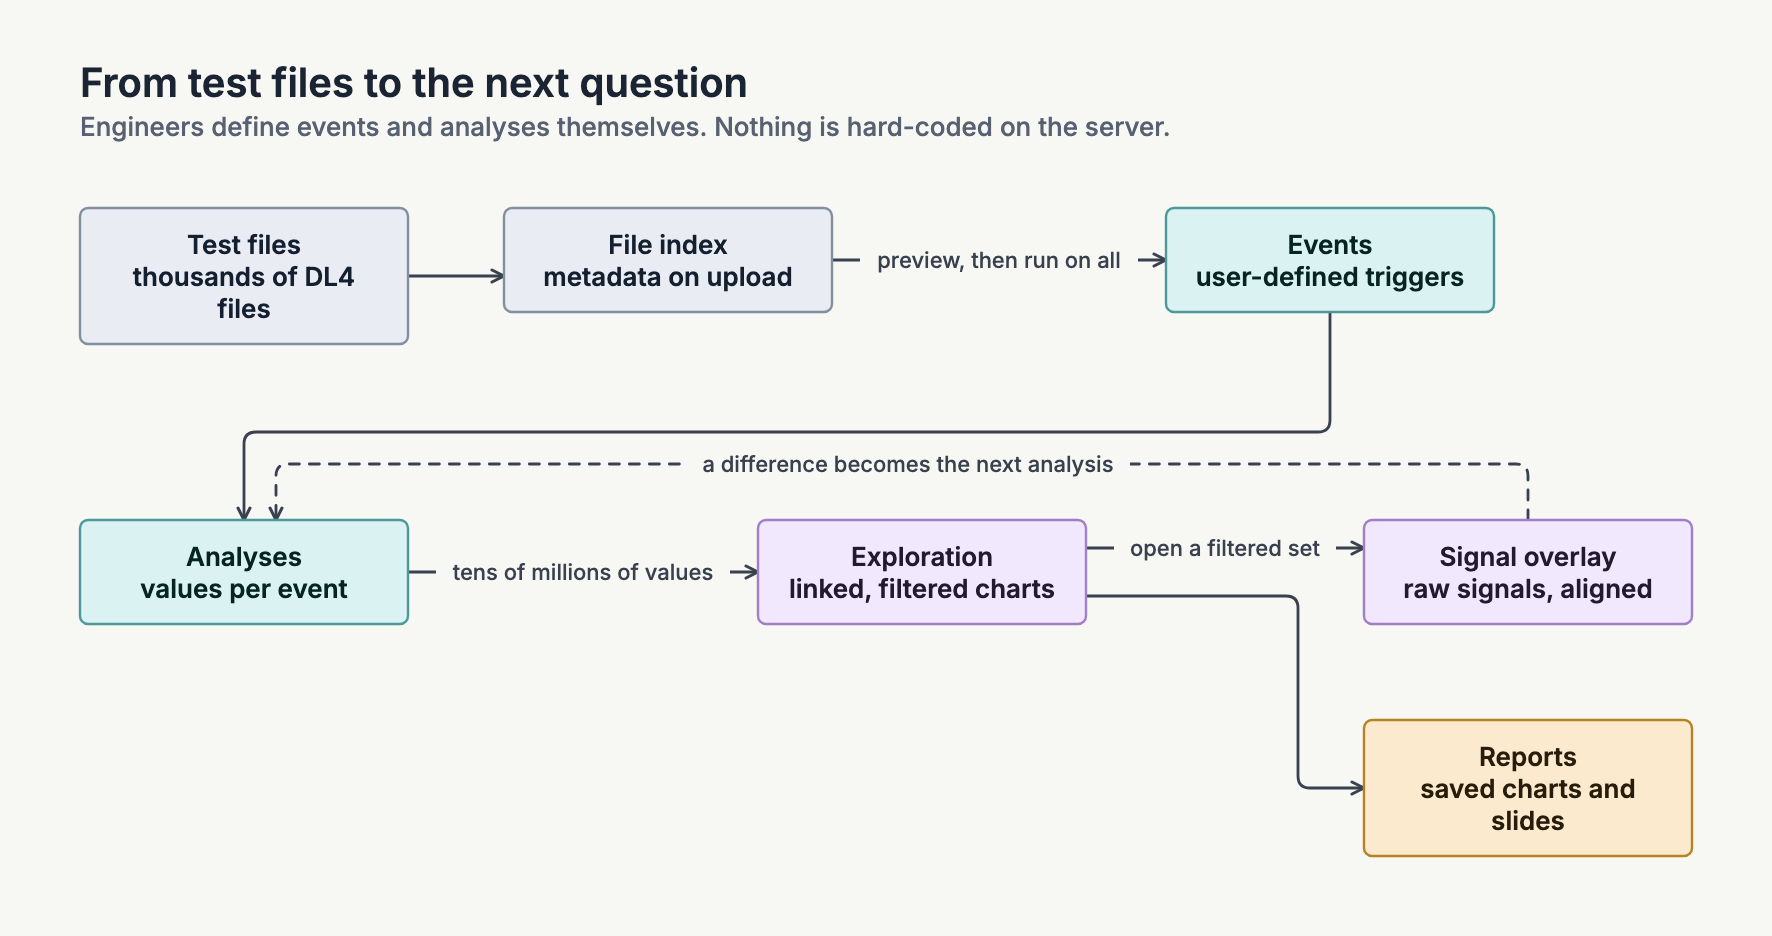 From test files to the next question
Engineers define events and analyses themselves. Nothing is hard-coded on the server.
Test files
thousands of DL4
files
File index
metadata on upload
preview, then run on all
Events
user-defined triggers
a difference becomes the next analysis
Analyses
values per event
tens of millions of values
Exploration
linked, filtered charts
open a filtered set
Signal overlay
raw signals, aligned
Reports
saved charts and
slides